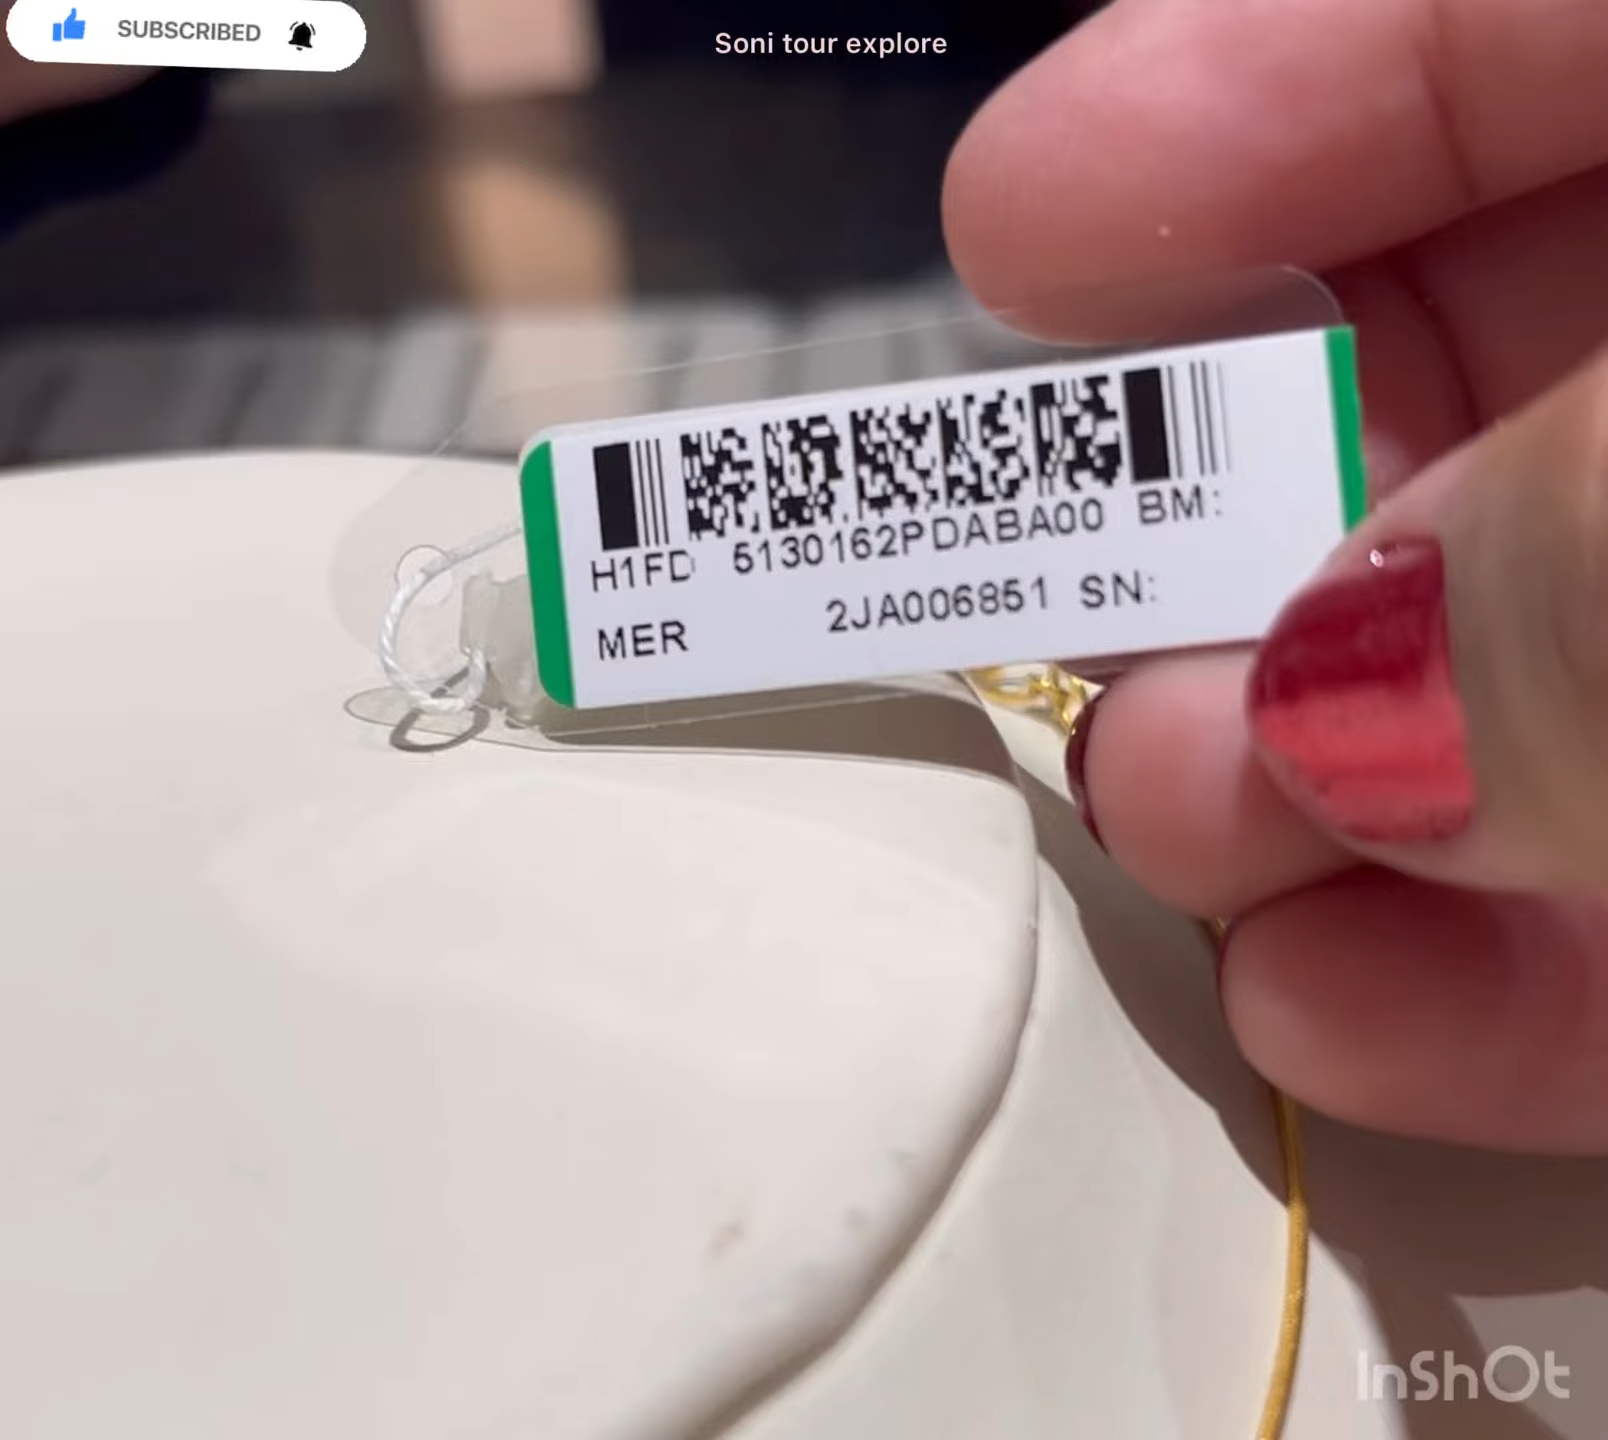 SUBSCRIBED
Soni tour explore
H1FD 5130162PDABA00 BM:
MER 2JA006851 SN:
InShOt